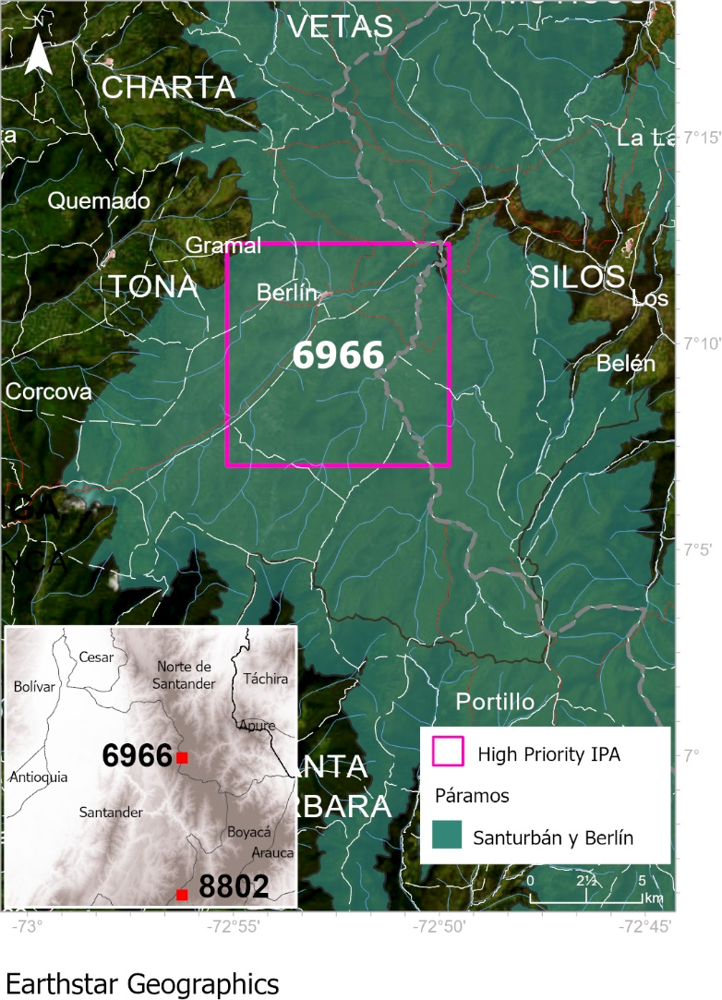 VETAS
N
CHARTA
7°15'
La La
Quemado
Gramal
TONA
SILOS
Berlín
Los
7°10'
6966
Belén
Corcova
7°5'
Cesar
Norte de
Santander
Táchira
Bolívar
Portillo
Apure
High Priority IPA
6966
7°
ANTA
Antioquia
Páramos
RBARA
Santander
Boyacá
Santurbán y Berlín
Arauca
8802
0 2½ 5
km
-73° -72°55' -72°50' -72°45'
Earthstar Geographics